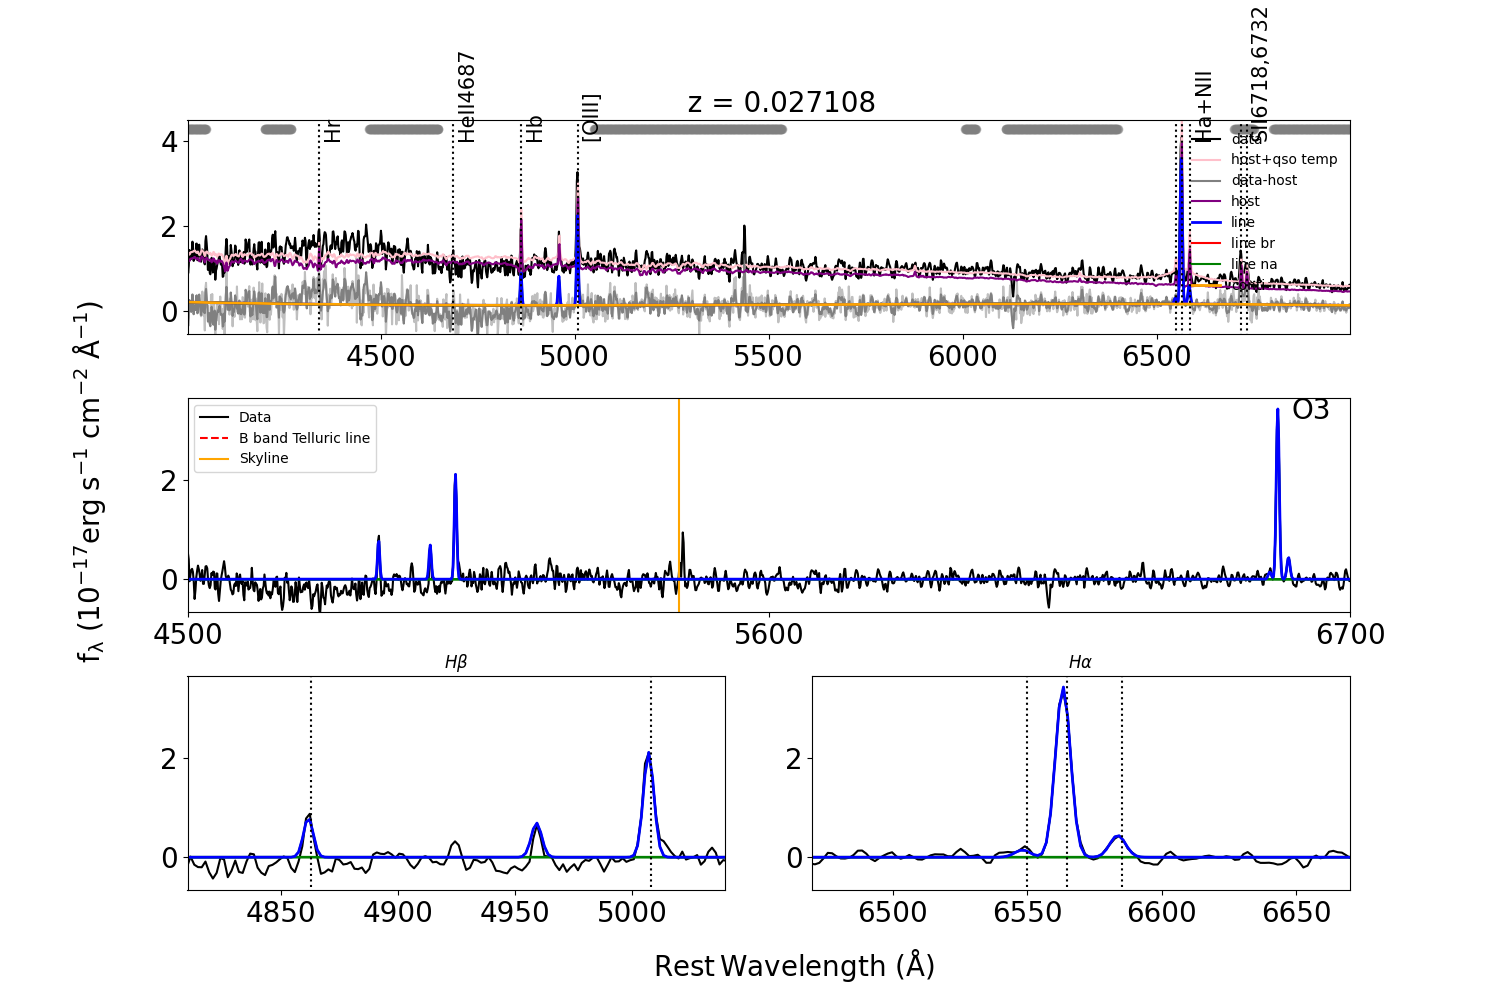 z = 0.027108
Hr
HeII4687
Hb
[OIII]
Ha+NII
SII6718,6732
data
host+qso temp
data-host
host
line
line br
line na
4
2
0
4500 5000 5500 6000 6500
fλ (10⁻¹⁷erg s⁻¹ cm⁻² Å⁻¹)
Data
B band Telluric line
Skyline
O3
2
0
4500 5600 6700
Hβ
Hα
2
0
2
0
4850 4900 4950 5000
6500 6550 6600 6650
Rest Wavelength (Å)